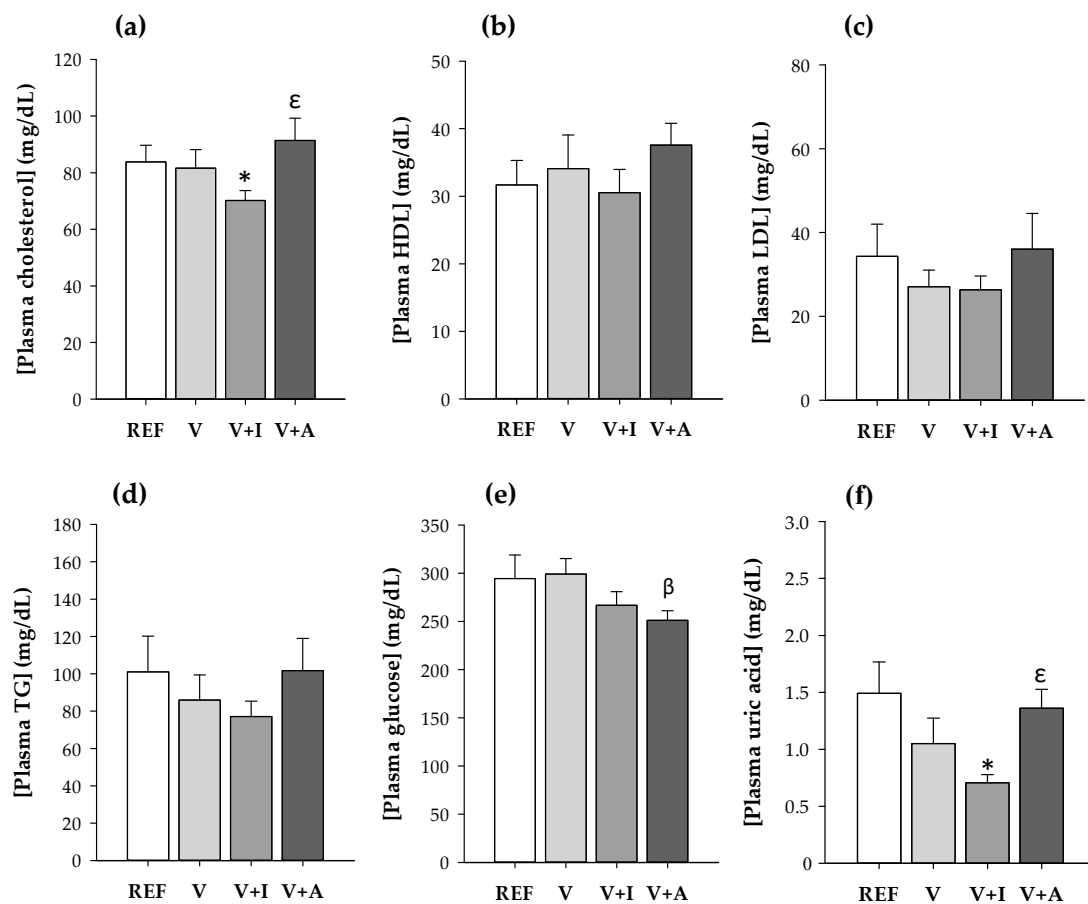 (a)
[Plasma cholesterol] (mg/dL)
120
100
80
60
40
20
0
*
ε
REF V V+I V+A
(b)
[Plasma HDL] (mg/dL)
50
40
30
20
10
0
REF V V+I V+A
(c)
[Plasma LDL] (mg/dL)
80
60
40
20
0
REF V V+I V+A
(d)
[Plasma TG] (mg/dL)
180
160
140
120
100
80
60
40
20
0
REF V V+I V+A
(e)
[Plasma glucose] (mg/dL)
350
300
250
200
150
100
50
0
β
REF V V+I V+A
(f)
[Plasma uric acid] (mg/dL)
3.0
2.5
2.0
1.5
1.0
0.5
0
*
ε
REF V V+I V+A